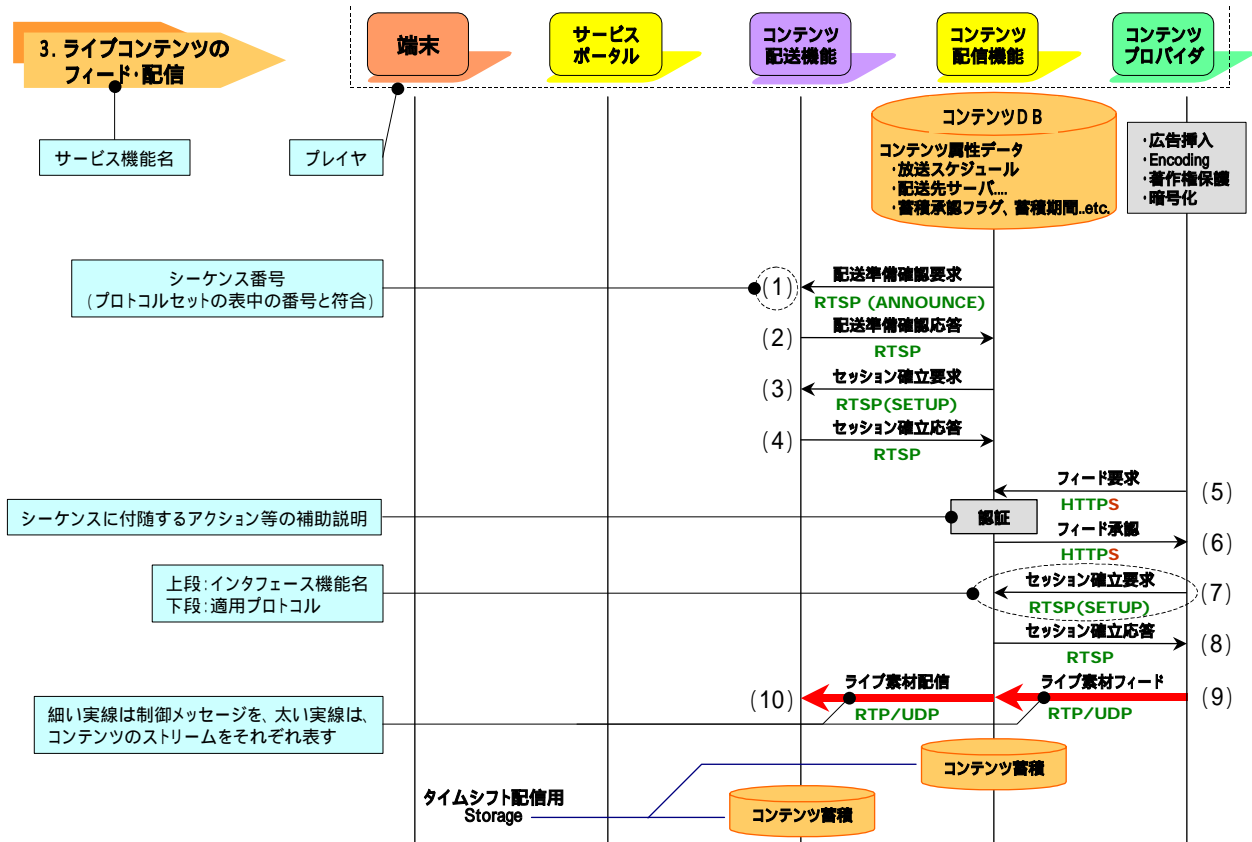 3. ライブコンテンツの
フィード・配信
端末
サービス
ポータル
コンテンツ
配送機能
コンテンツ
配信機能
コンテンツ
プロバイダ
サービス機能名
プレイヤ
コンテンツDB
コンテンツ属性データ
・放送スケジュール
・配送先サーバ....
・蓄積承認フラグ、蓄積期間..etc.
・広告挿入
・Encoding
・著作権保護
・暗号化
シーケンス番号
(プロトコルセットの表中の番号と符合)
(1)
配送準備確認要求
RTSP (ANNOUNCE)
(2)
配送準備確認応答
RTSP
(3)
セッション確立要求
RTSP(SETUP)
(4)
セッション確立応答
RTSP
フィード要求
HTTPS
(5)
シーケンスに付随するアクション等の補助説明
認証
フィード承認
HTTPS
(6)
上段:インタフェース機能名
下段:適用プロトコル
セッション確立要求
RTSP(SETUP)
(7)
セッション確立応答
RTSP
(8)
細い実線は制御メッセージを、太い実線は、
コンテンツのストリームをそれぞれ表す
(10)
ライブ素材配信
RTP/UDP
ライブ素材フィード
RTP/UDP
(9)
コンテンツ蓄積
タイムシフト配信用
Storage
コンテンツ蓄積